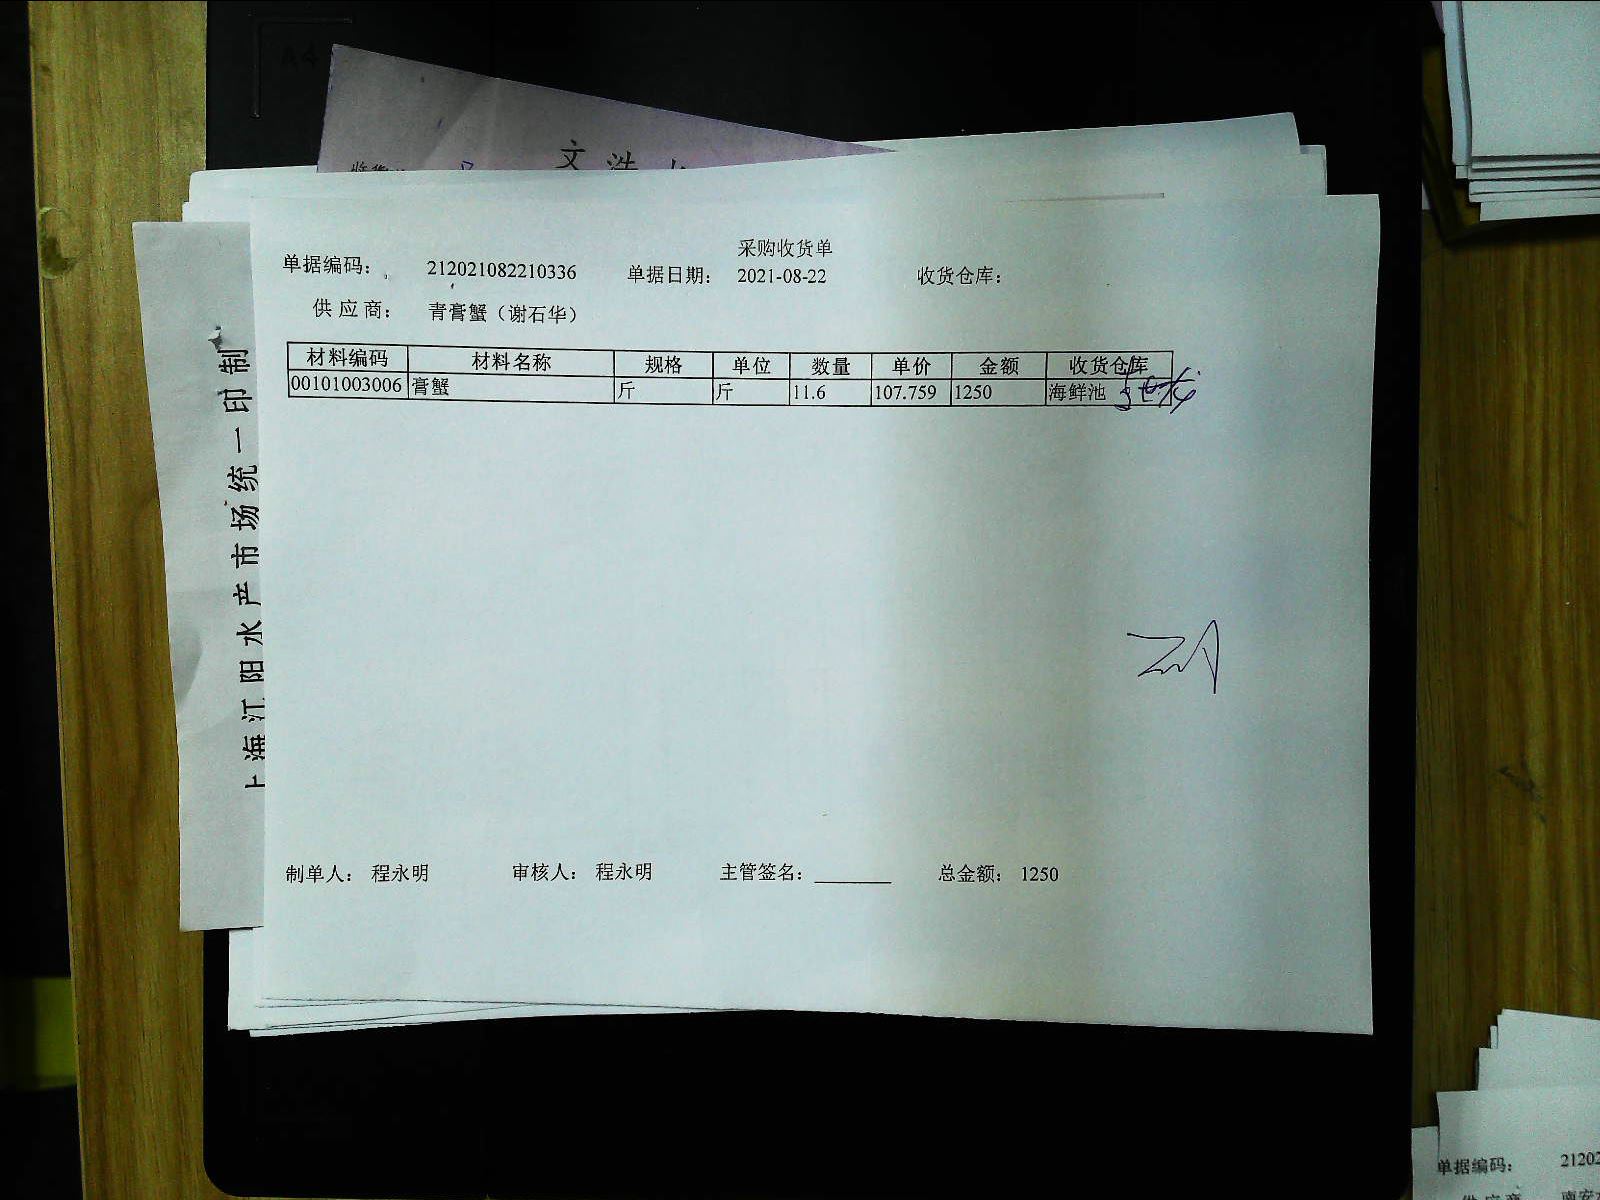 A4
文浩
采购收货单
单据编码： 212021082210336 单据日期： 2021-08-22 收货仓库：
供应商： 青膏蟹（谢石华）
材料编码 材料名称 规格 单位 数量 单价 金额 收货仓库
00101003006 膏蟹 斤 斤 11.6 107.759 1250 海鲜池
制单人： 程永明 审核人： 程永明 主管签名： 总金额： 1250
上海江阳水产市场统一印制
单据编码： 21202